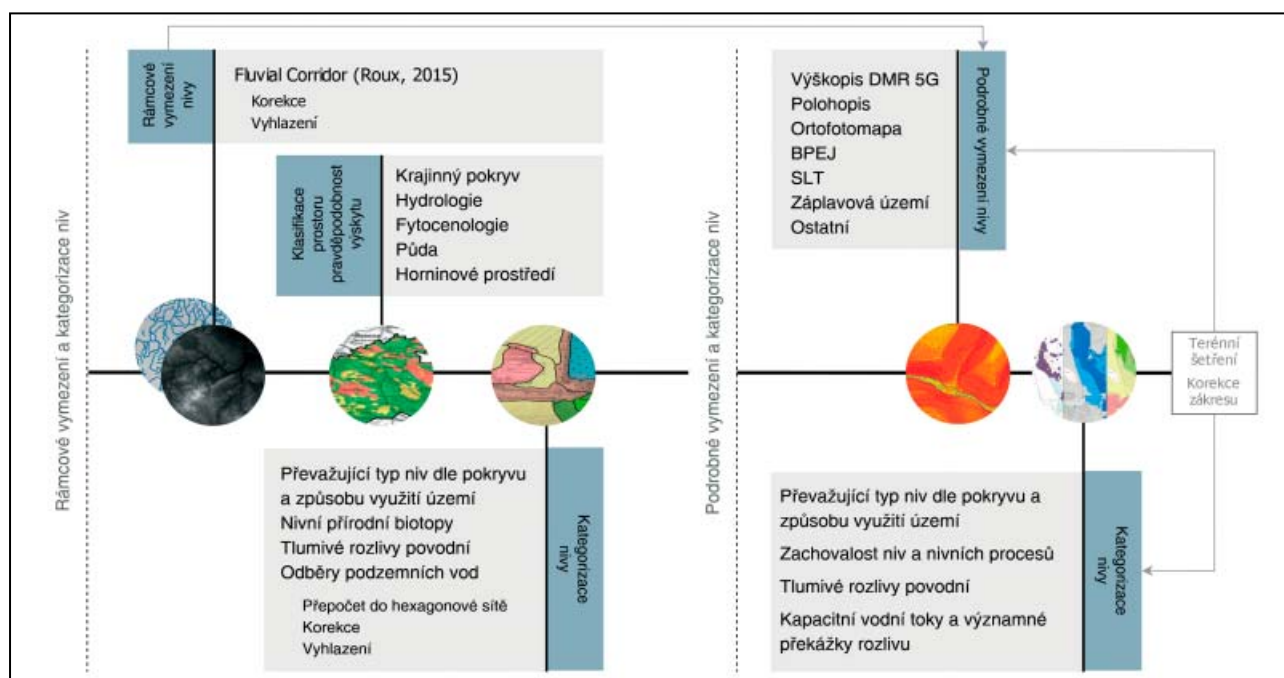 Rámcové vymezení a kategorizace niv
Rámcové
vymezení
nivy
Fluvial Corridor (Roux, 2015)
Korekce
Vyhlazení
Klasifikace
prostoru
pravděpodobnost
výskytu
Krajinný pokryv
Hydrologie
Fytocenologie
Půda
Horninové prostředí
Převažující typ niv dle pokryvu
a způsobu využití území
Nivní přírodní biotopy
Tlumivé rozlivy povodní
Odběry podzemních vod
Přepočet do hexagonové sítě
Korekce
Vyhlazení
Kategorizace
nivy
Podrobné vymezení a kategorizace niv
Výškopis DMR 5G
Polohopis
Ortofotomapa
BPEJ
SLT
Záplavová území
Ostatní
Podrobné vymezení nivy
Terénní
šetření
Korekce
zákresu
Převažující typ niv dle pokryvu a
způsobu využití území
Zachovalost niv a nivních procesů
Tlumivé rozlivy povodní
Kapacitní vodní toky a významné
překážky rozlivu
Kategorizace
nivy